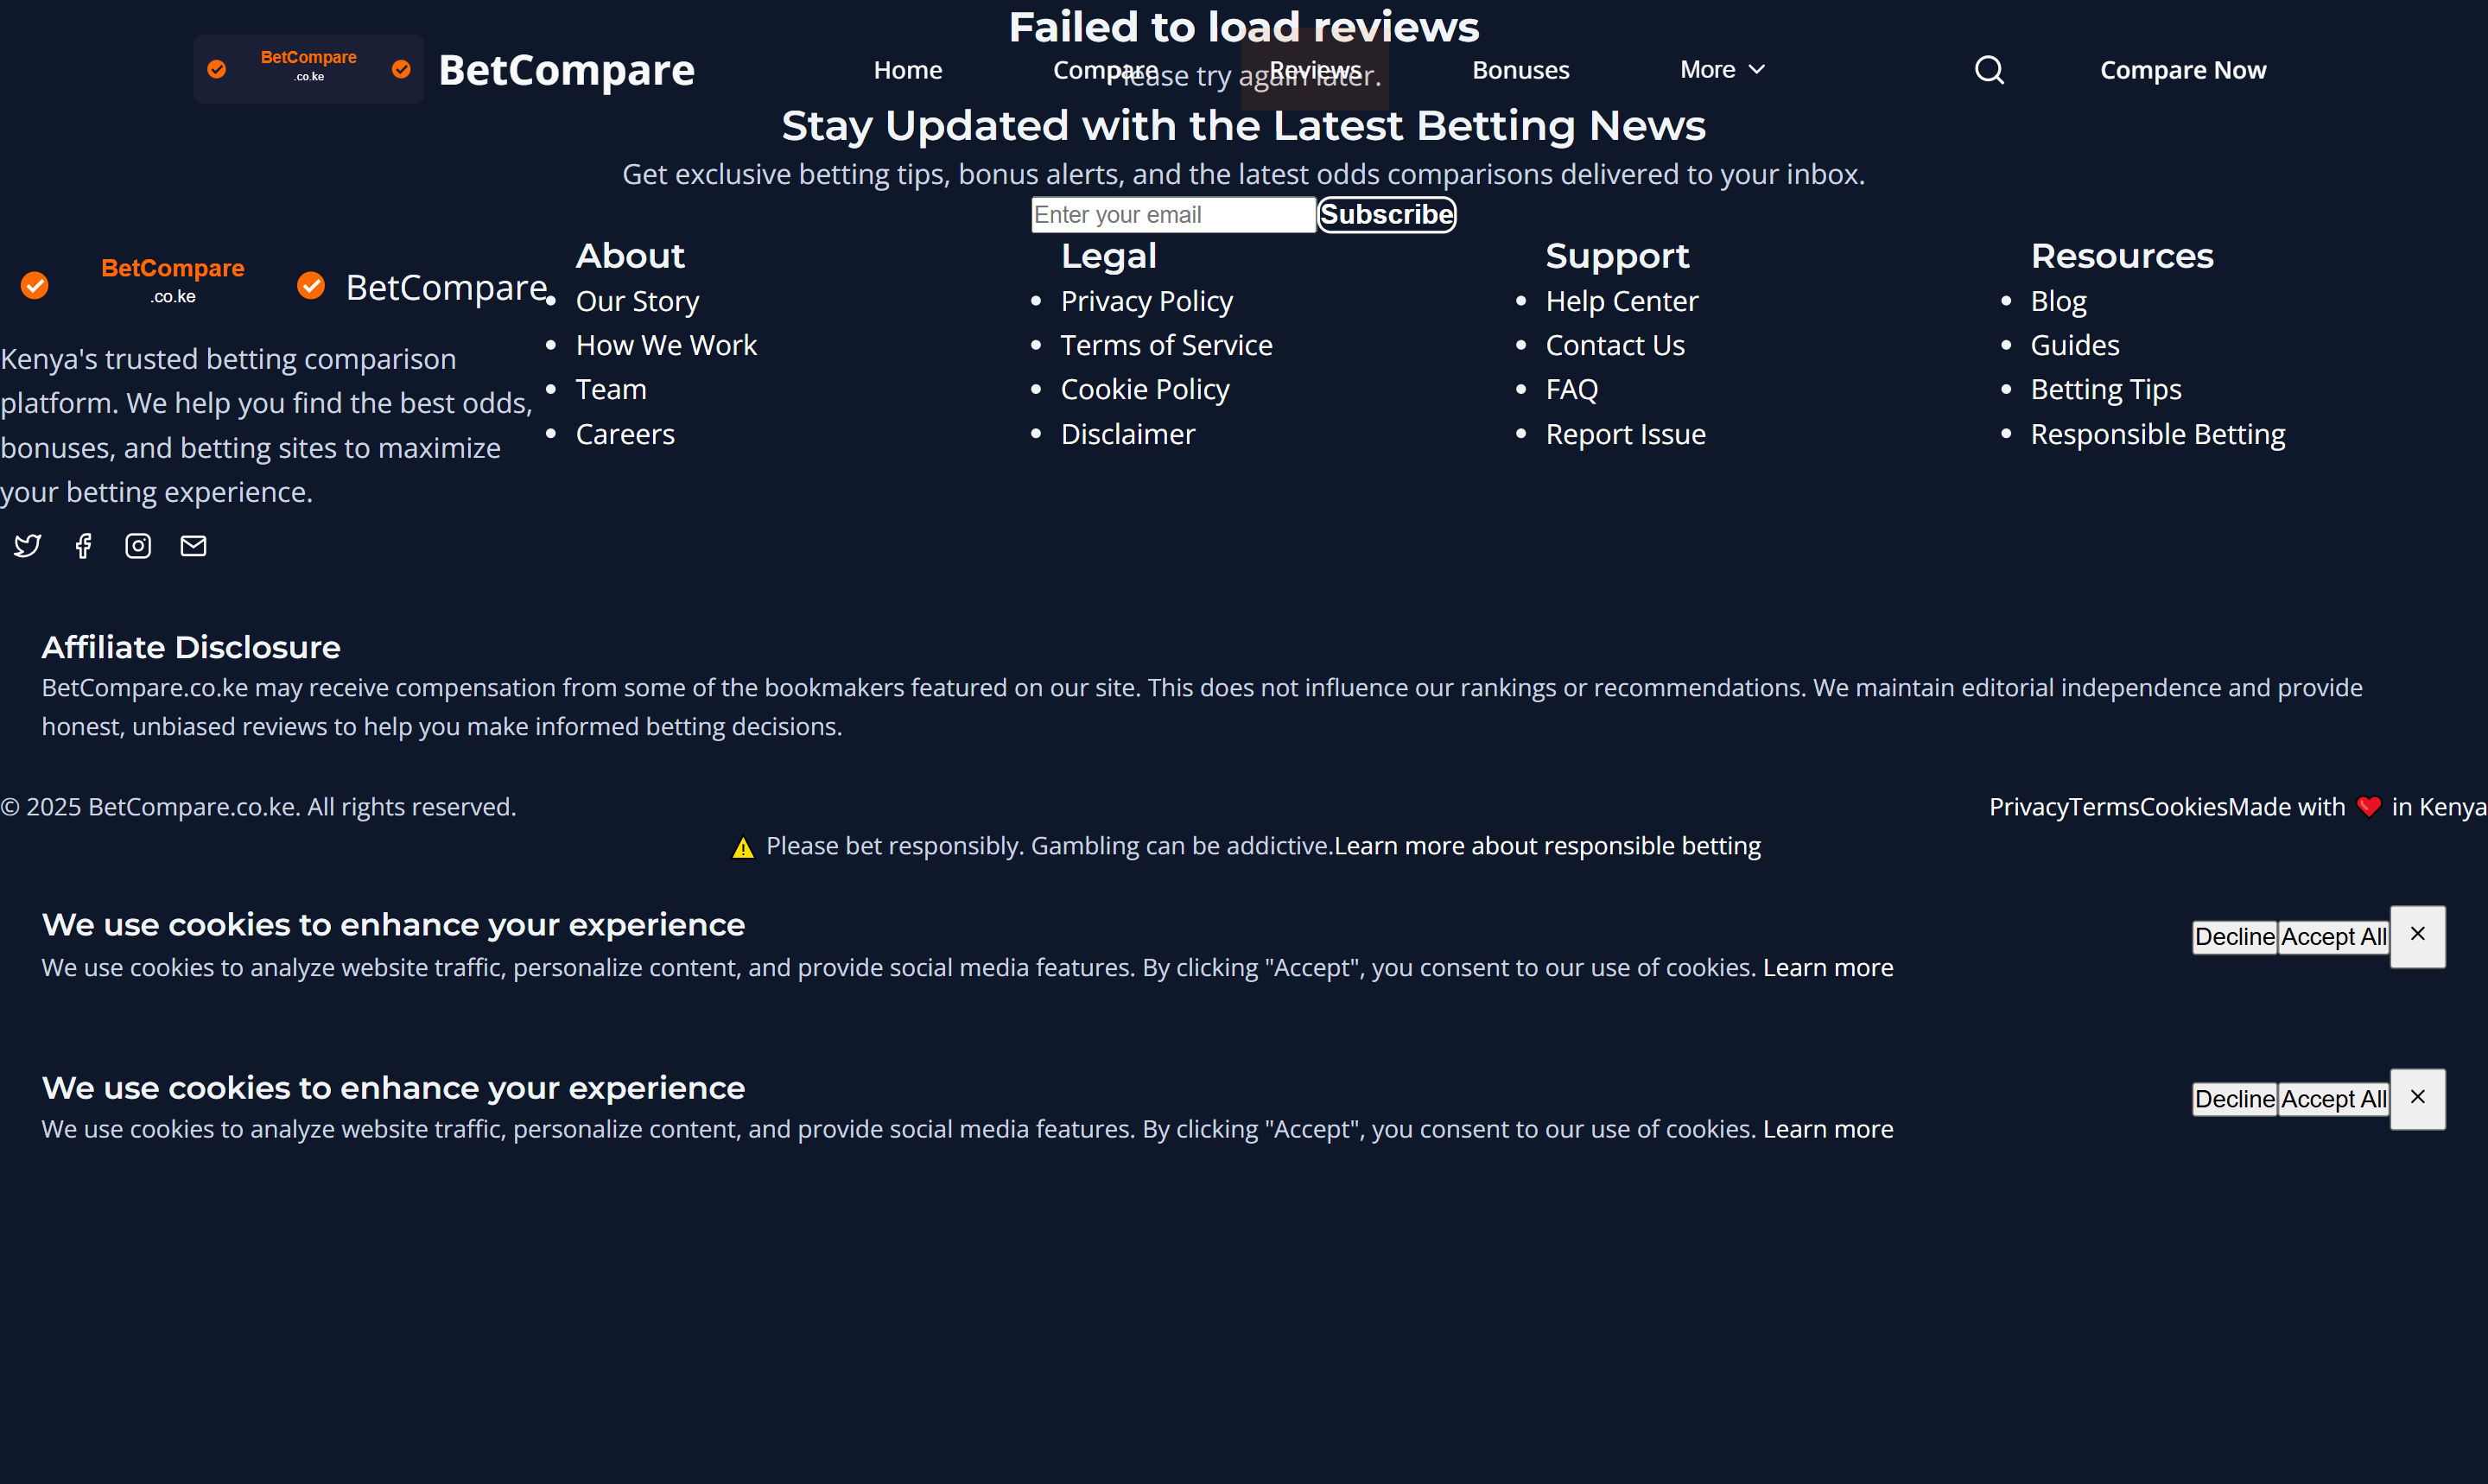 Failed to load reviews
BetCompare
.co.ke
BetCompare
Home
Compare
Reviews
Bonuses
More
Compare Now
Please try again later.
Stay Updated with the Latest Betting News
Get exclusive betting tips, bonus alerts, and the latest odds comparisons delivered to your inbox.
Enter your email
Subscribe
BetCompare
.co.ke
BetCompare
Kenya's trusted betting comparison
platform. We help you find the best odds,
bonuses, and betting sites to maximize
your betting experience.
About
Our Story
How We Work
Team
Careers
Legal
Privacy Policy
Terms of Service
Cookie Policy
Disclaimer
Support
Help Center
Contact Us
FAQ
Report Issue
Resources
Blog
Guides
Betting Tips
Responsible Betting
Affiliate Disclosure
BetCompare.co.ke may receive compensation from some of the bookmakers featured on our site. This does not influence our rankings or recommendations. We maintain editorial independence and provide
honest, unbiased reviews to help you make informed betting decisions.
© 2025 BetCompare.co.ke. All rights reserved.
PrivacyTermsCookiesMade with ❤️ in Kenya
⚠️ Please bet responsibly. Gambling can be addictive.Learn more about responsible betting
We use cookies to enhance your experience
We use cookies to analyze website traffic, personalize content, and provide social media features. By clicking "Accept", you consent to our use of cookies. Learn more
Decline
Accept All
We use cookies to enhance your experience
We use cookies to analyze website traffic, personalize content, and provide social media features. By clicking "Accept", you consent to our use of cookies. Learn more
Decline
Accept All